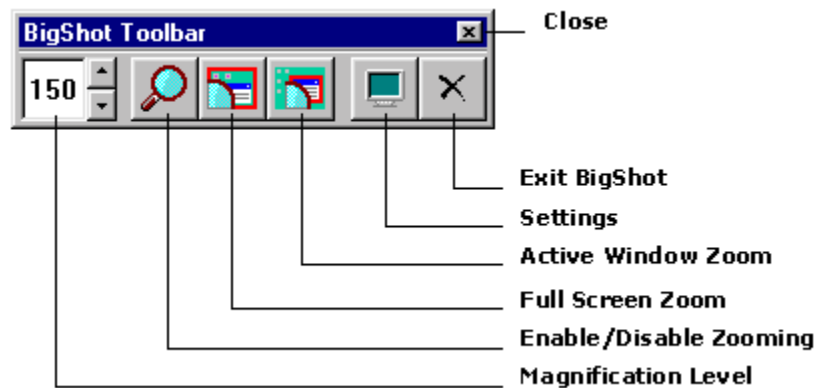 BigShot Toolbar
Close
150
Exit BigShot
Settings
Active Window Zoom
Full Screen Zoom
Enable/Disable Zooming
Magnification Level